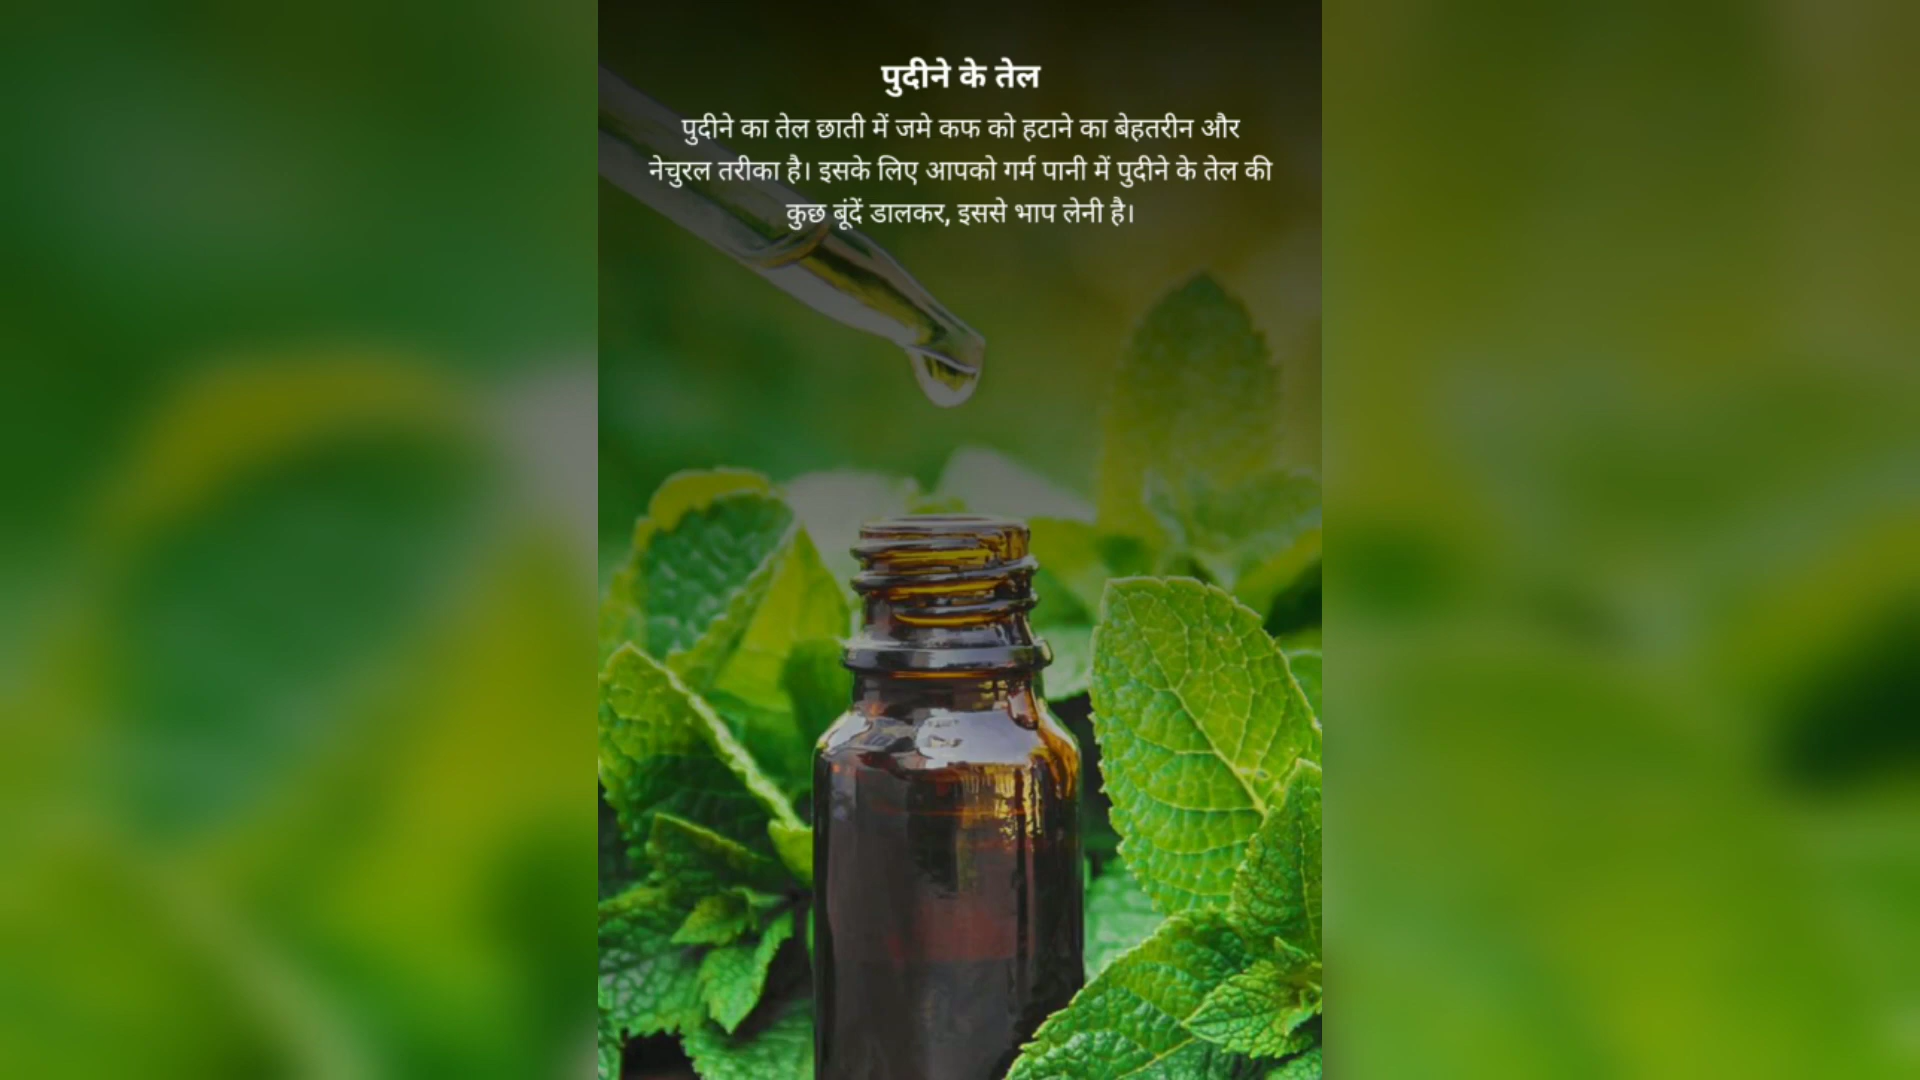 पुदीने के तेल
पुदीने का तेल छाती में जमे कफ को हटाने का बेहतरीन और
नेचुरल तरीका है। इसके लिए आपको गर्म पानी में पुदीने के तेल की
कुछ बूंदें डालकर, इससे भाप लेनी है।